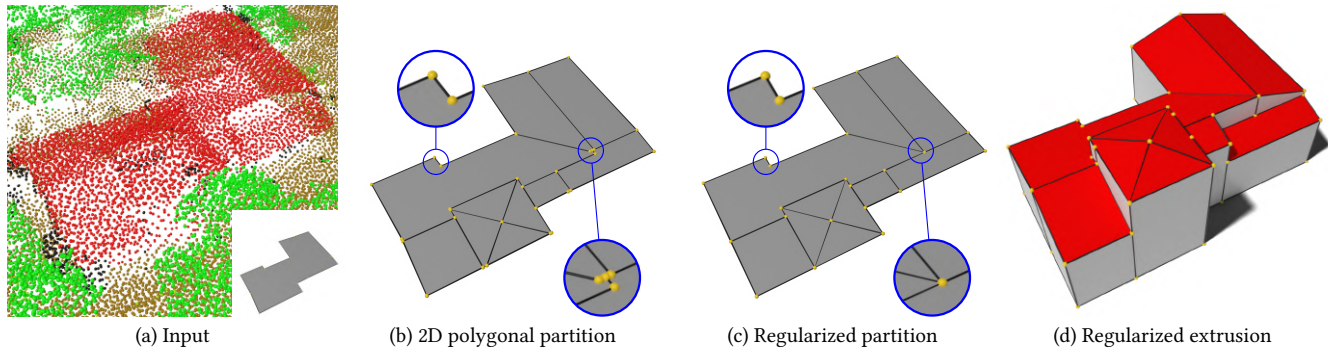 (a) Input
(b) 2D polygonal partition
(c) Regularized partition
(d) Regularized extrusion